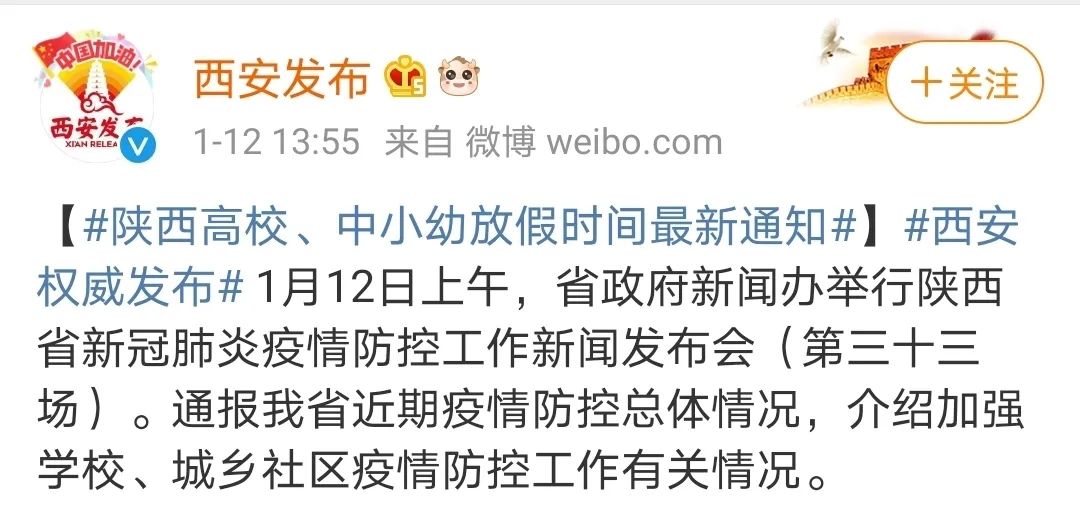 中国加油!
西安发布
XIAN RELEA
西安发布
+关注
1-12 13:55 来自 微博 weibo.com
【#陕西高校、中小幼放假时间最新通知#】#西安
权威发布# 1月12日上午，省政府新闻办举行陕西
省新冠肺炎疫情防控工作新闻发布会（第三十三
场）。通报我省近期疫情防控总体情况，介绍加强
学校、城乡社区疫情防控工作有关情况。